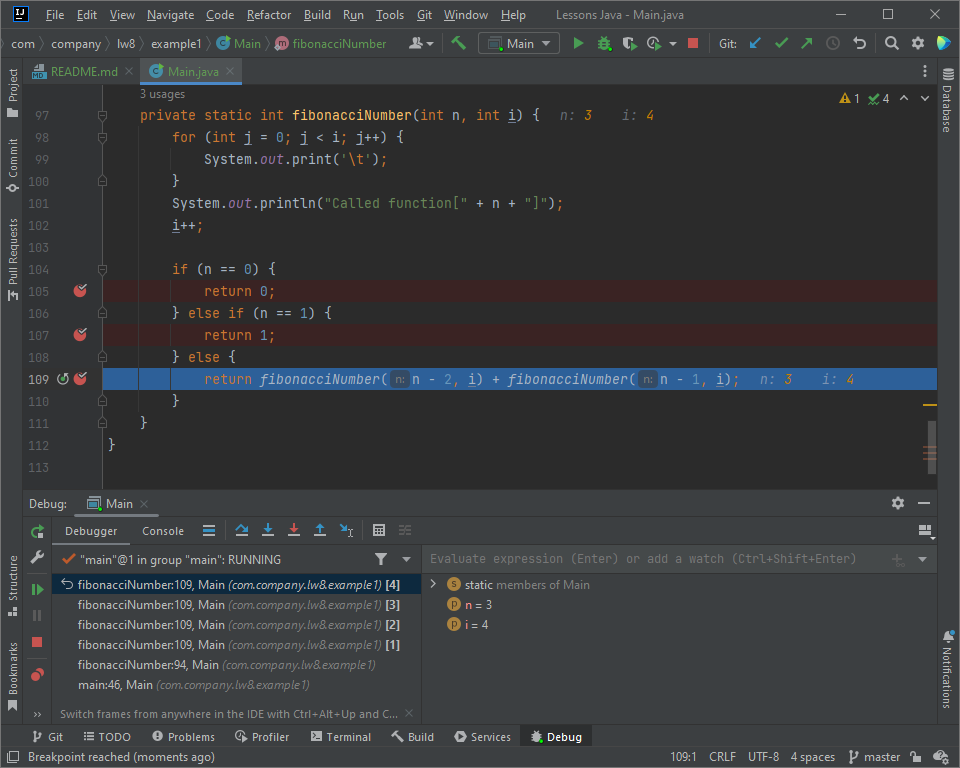 File Edit View Navigate Code Refactor Build Run Tools Git Window Help Lessons Java - Main.java
com company lw8 example1 Main fibonacciNumber Main Git:
README.md Main.java
3 usages
1 4
97 private static int fibonacciNumber(int n, int i) { n: 3 i: 4
98 for (int j = 0; j < i; j++) {
99 System.out.print('\t');
100 }
101 System.out.println("Called function[" + n + "]");
102 i++;
103
104 if (n == 0) {
105 return 0;
106 } else if (n == 1) {
107 return 1;
108 } else {
109 return fibonacciNumber( n: n - 2, i) + fibonacciNumber( n: n - 1, i); n: 3 i: 4
110 }
111 }
112 }
113
Project
Commit
Pull Requests
Structure
Bookmarks
Database
Notifications
Debug: Main
Debugger Console
"main"@1 in group "main": RUNNING
Evaluate expression (Enter) or add a watch (Ctrl+Shift+Enter)
fibonacciNumber:109, Main (com.company.lw8.example1) [4]
fibonacciNumber:109, Main (com.company.lw8.example1) [3]
fibonacciNumber:109, Main (com.company.lw8.example1) [2]
fibonacciNumber:109, Main (com.company.lw8.example1) [1]
fibonacciNumber:94, Main (com.company.lw8.example1)
main:46, Main (com.company.lw8.example1)
s static members of Main
p n = 3
p i = 4
Switch frames from anywhere in the IDE with Ctrl+Alt+Up and C...
Git TODO Problems Profiler Terminal Build Services Debug
Breakpoint reached (moments ago) 109:1 CRLF UTF-8 4 spaces master